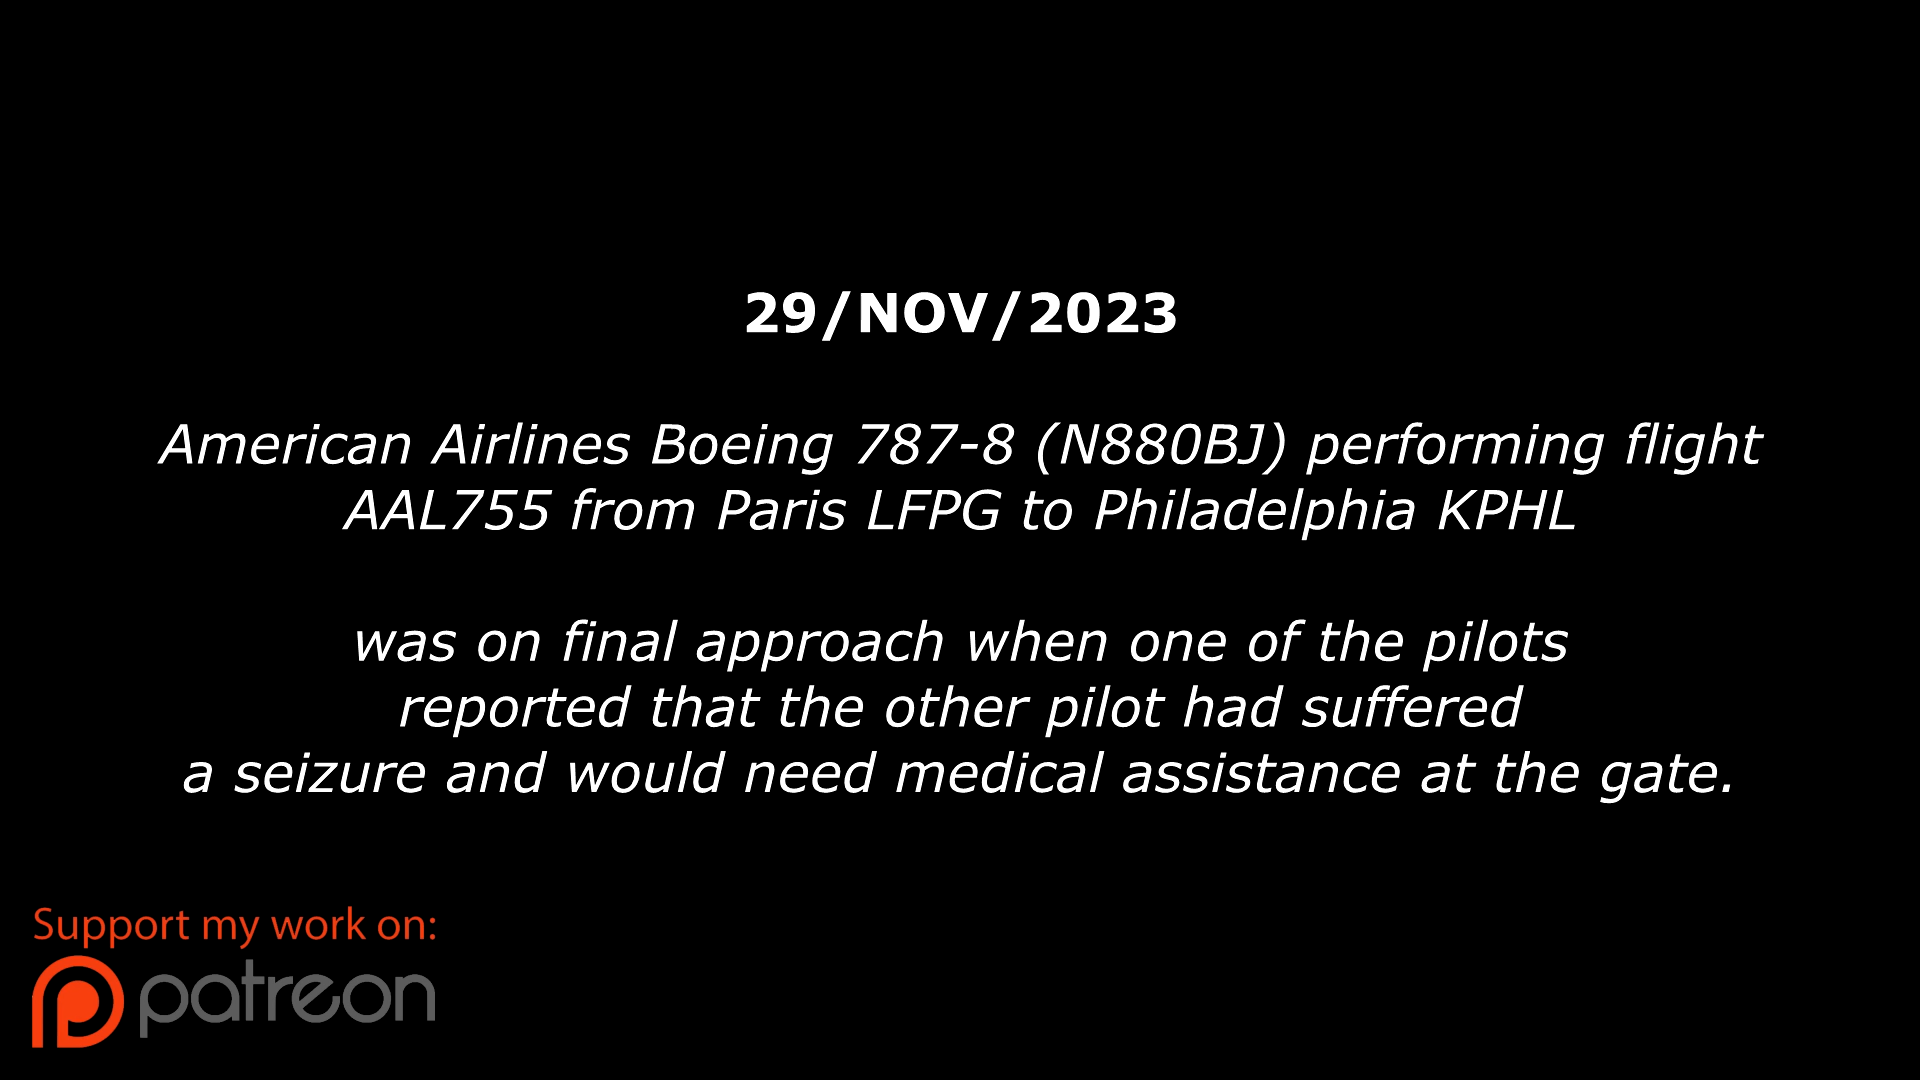 29/NOV/2023
American Airlines Boeing 787-8 (N880BJ) performing flight
AAL755 from Paris LFPG to Philadelphia KPHL
was on final approach when one of the pilots
reported that the other pilot had suffered
a seizure and would need medical assistance at the gate.
Support my work on:
patreon